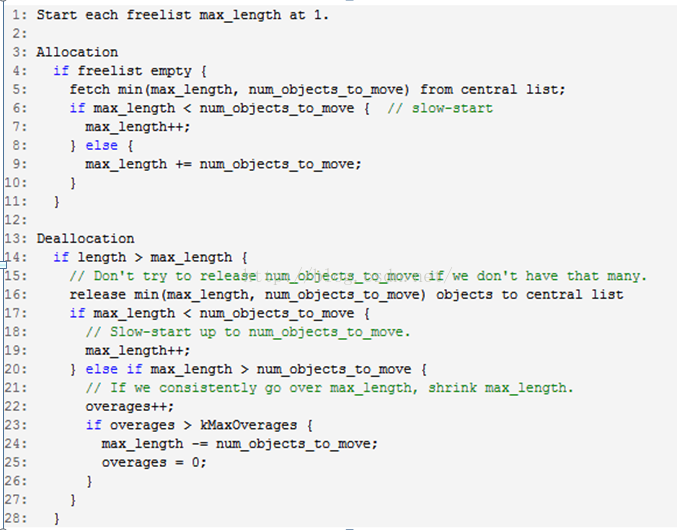 1: Start each freelist max_length at 1.
2:
3: Allocation
4: if freelist empty {
5: fetch min(max_length, num_objects_to_move) from central list;
6: if max_length < num_objects_to_move { // slow-start
7: max_length++;
8: } else {
9: max_length += num_objects_to_move;
10: }
11: }
12:
13: Deallocation
14: if length > max_length {
15: // Don't try to release num_objects_to_move if we don't have that many.
16: release min(max_length, num_objects_to_move) objects to central list
17: if max_length < num_objects_to_move {
18: // Slow-start up to num_objects_to_move.
19: max_length++;
20: } else if max_length > num_objects_to_move {
21: // If we consistently go over max_length, shrink max_length.
22: overages++;
23: if overages > kMaxOverages {
24: max_length -= num_objects_to_move;
25: overages = 0;
26: }
27: }
28: }